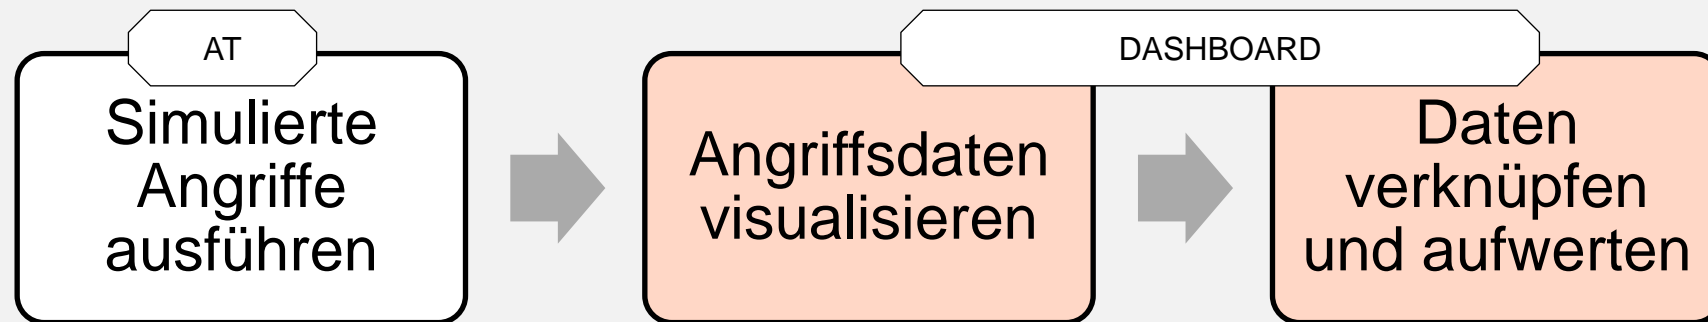 AT
Simulierte
Angriffe
ausführen
DASHBOARD
Angriffsdaten
visualisieren
Daten
verknüpfen
und aufwerten